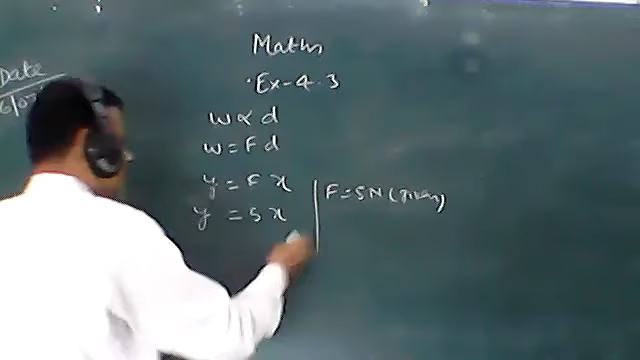 Date
Maths
Ex-4.3
w ∝ d
w = F d
y = F x
F = 5N (given)
y = 5 x